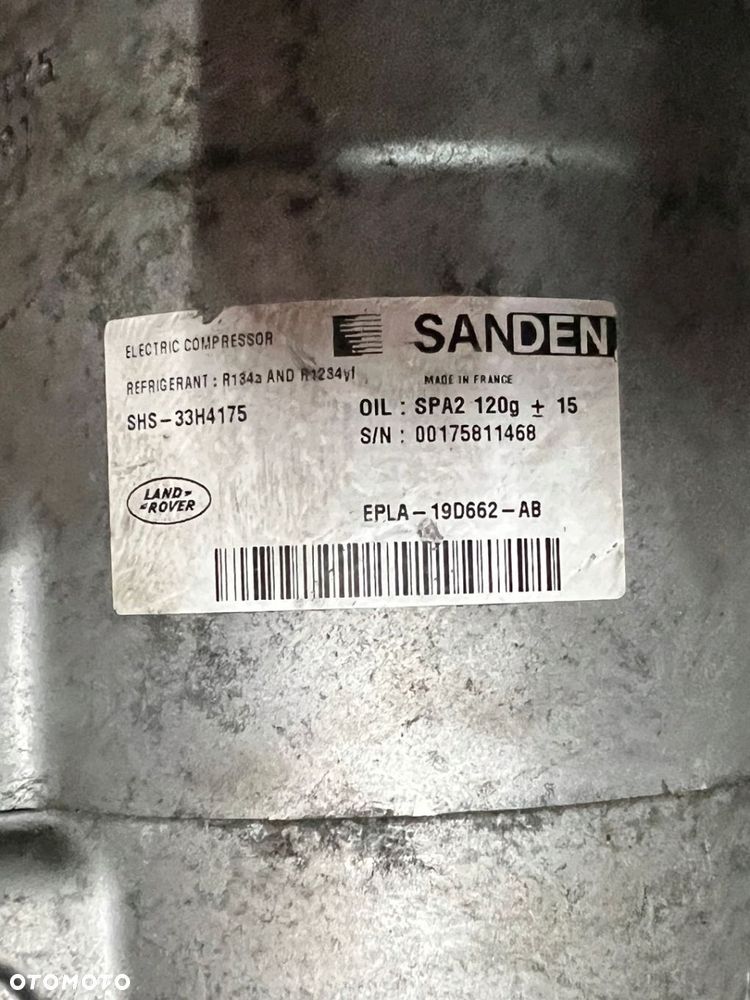 ELECTRIC COMPRESSOR
SANDEN
REFRIGERANT : R134a AND R1234yf
MADE IN FRANCE
SHS-33H4175
OIL : SPA2 120g ± 15
S/N : 00175811468
LAND-
-ROVER
EPLA-19D662-AB
OTOMOTO